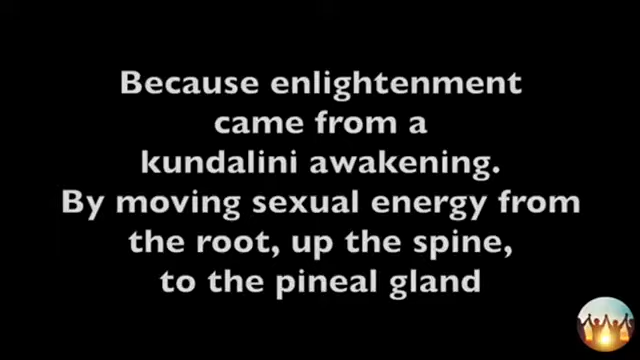 Because enlightenment
came from a
kundalini awakening.
By moving sexual energy from
the root, up the spine,
to the pineal gland